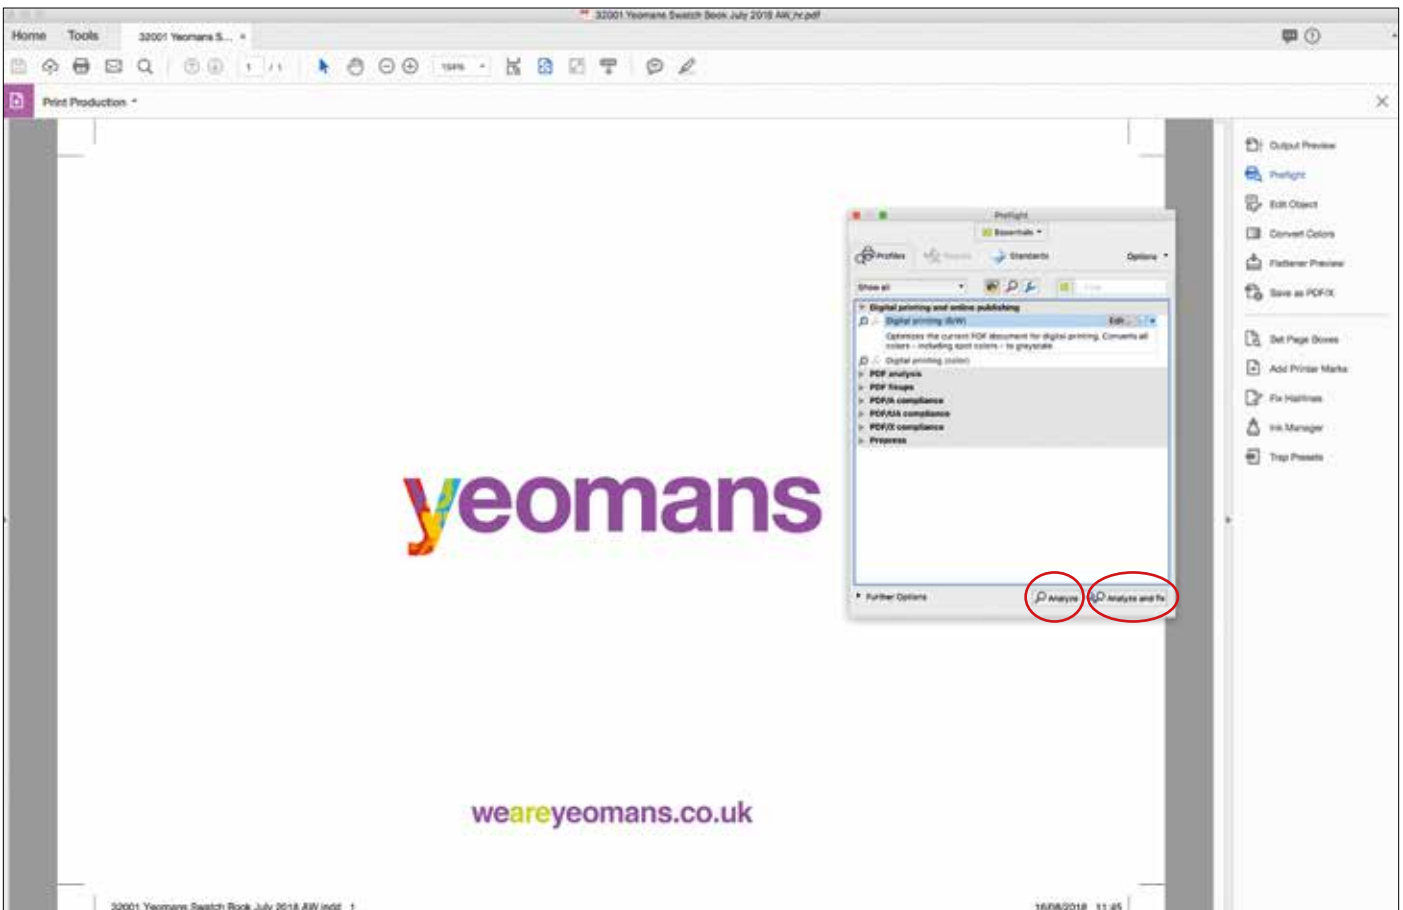 32001 Yeomans Swatch Book July 2018 AW_hr.pdf
Home Tools 32001 Yeomans S... ×
1 / 1
Print Production
Output Preview
Preflight
Edit Object
Convert Colors
Flattener Preview
Save as PDF/X
Set Page Boxes
Add Printer Marks
Fix Hairlines
Ink Manager
Trap Presets
Preflight
Essentials
Profiles Results Standards Options
Show all
Digital printing and online publishing
Digital printing (B/W) Edit...
Optimizes the current PDF document for digital printing. Converts all
colors - including spot colors - to grayscale.
Digital printing (color)
PDF analysis
PDF fixups
PDF/A compliance
PDF/UA compliance
PDF/X compliance
Prepress
Further Options Analyze Analyze and fix
yeomans
weareyeomans.co.uk
32001 Yeomans Swatch Book July 2018 AW.indd 1 16/08/2018 11:45